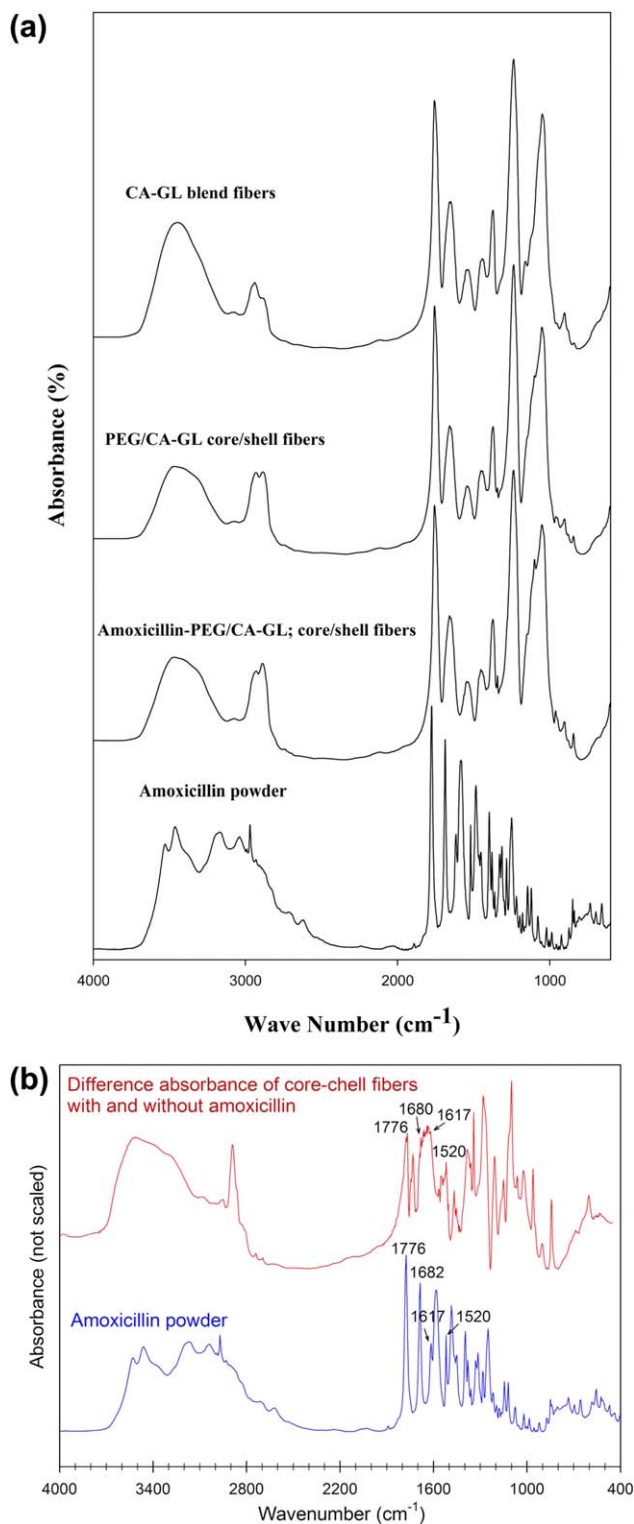 (a)
CA-GL blend fibers
PEG/CA-GL core/shell fibers
Amoxicillin-PEG/CA-GL; core/shell fibers
Amoxicillin powder
Absorbance (%)
4000 3000 2000 1000
Wave Number (cm-1)
(b)
Difference absorbance of core-chell fibers
with and without amoxicillin
1776 1680 1617
1520
Amoxicillin powder
1776
1682
1617 1520
Absorbance (not scaled)
4000 3400 2800 2200 1600 1000 400
Wavenumber (cm-1)